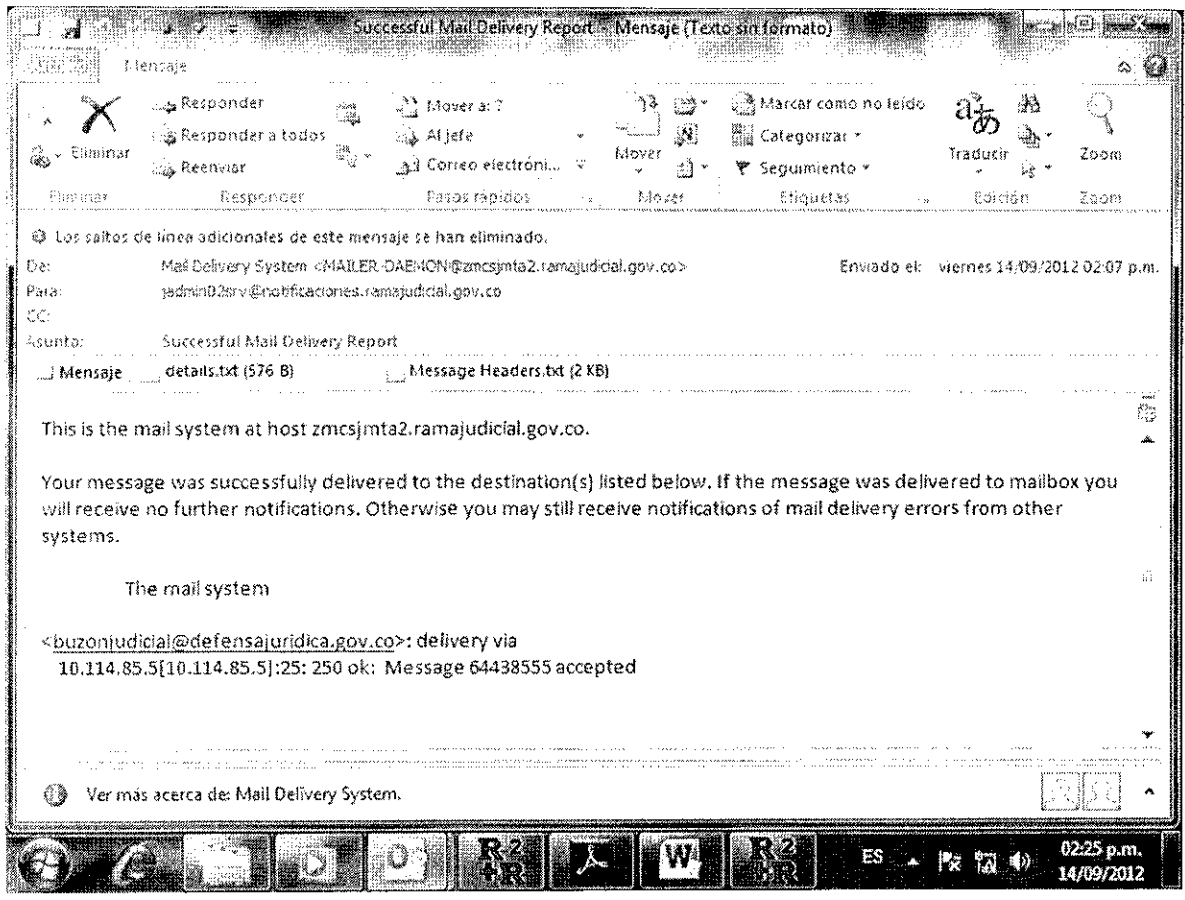 Successful Mail Delivery Report - Mensaje (Texto sin formato)
Mensaje
Eliminar
Responder
Responder a todos
Reenviar
Mover a: ?
Al jefe
Correo electróni...
Mover
Marcar como no leído
Categorizar
Seguimiento
Traducir
Zoom
Eliminar
Responder
Pasos rápidos
Mover
Etiquetas
Edición
Zoom
Los saltos de línea adicionales de este mensaje se han eliminado.
De: Mail Delivery System <MAILER-DAEMON@zmcsjmta2.ramajudicial.gov.co>
Enviado el: viernes 14/09/2012 02:07 p.m.
Para: jadmin02srv@notificaciones.ramajudicial.gov.co
CC:
Asunto: Successful Mail Delivery Report
Mensaje details.txt (576 B) Message Headers.txt (2 KB)
This is the mail system at host zmcsjmta2.ramajudicial.gov.co.
Your message was successfully delivered to the destination(s) listed below. If the message was delivered to mailbox you
will receive no further notifications. Otherwise you may still receive notifications of mail delivery errors from other
systems.
The mail system
<buzonjudicial@defensajuridica.gov.co>: delivery via
10.114.85.5[10.114.85.5]:25: 250 ok: Message 64438555 accepted
Ver más acerca de: Mail Delivery System.
ES
02:25 p.m.
14/09/2012